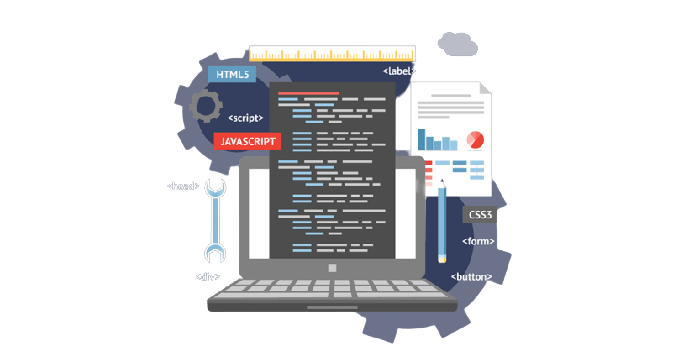 HTML5
<label>
<script>
JAVASCRIPT
<head>
CSS3
<form>
<div>
<button>